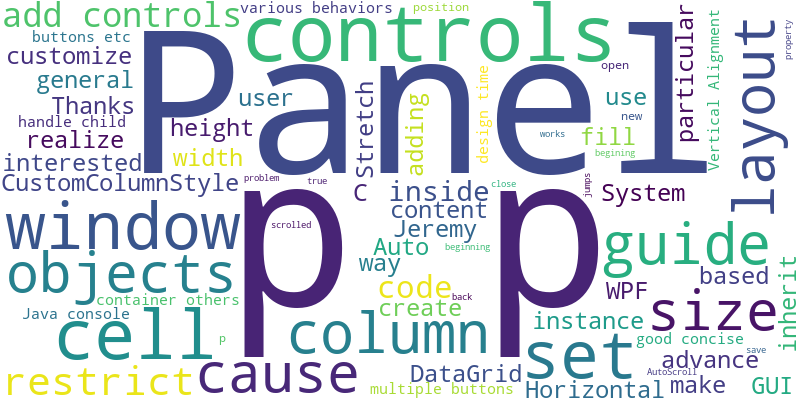 add controls
various behaviors
position
buttons etc
controls
customize
general
Thanks
handle child
realize
interested
CustomColumnStyle
Panel
user
height
width
Stretch
adding
design time
open
use
new
works
fill
begining
particular
Vertical Alignment
layout
property
problem
true
C
inside
close
jumps
System
content
scrolled
Jeremy
Auto
beginning
way
window
objects
p p
guide
based
WPF
size
inherit
code
back
create
container others
Java console
cell
p
column
instance
good concise
set
save
advance
AutoScroll
restrict
cause
DataGrid
multiple buttons
Horizontal
make
GUI